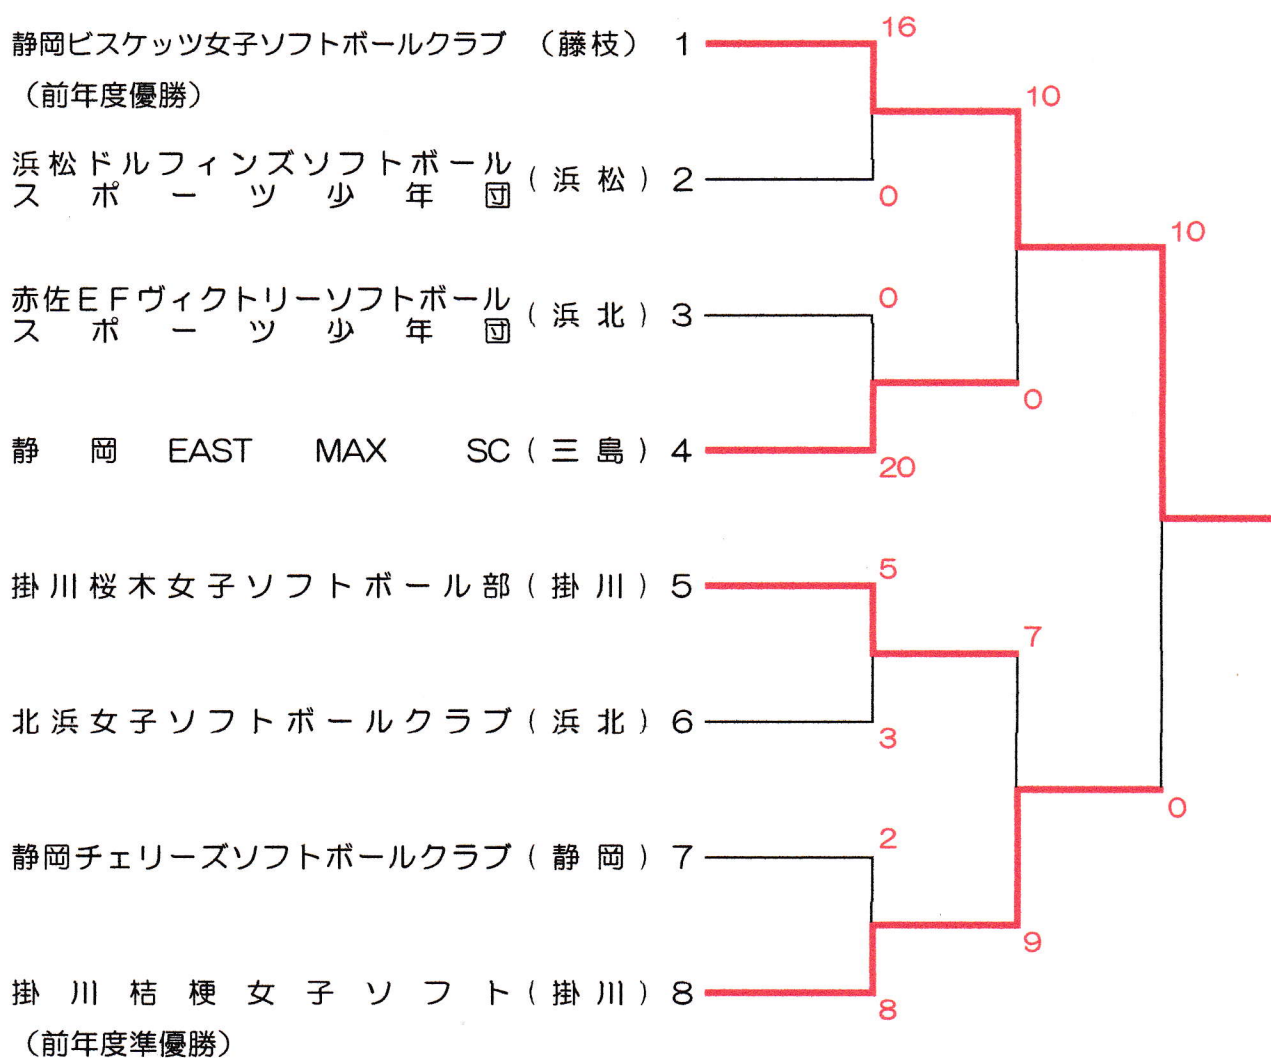 静岡ビスケッツ女子ソフトボールクラブ （藤枝） 1
（前年度優勝）
浜松ドルフィンズソフトボール
スポーツ少年団 (浜松) 2
赤佐EFヴィクトリーソフトボール
スポーツ少年団 (浜北) 3
静岡 EAST MAX SC (三島) 4
掛川桜木女子ソフトボール部 (掛川) 5
北浜女子ソフトボールクラブ (浜北) 6
静岡チェリーズソフトボールクラブ (静岡) 7
掛川桔梗女子ソフト (掛川) 8
（前年度準優勝）
16
0
0
20
5
3
2
8
10
0
7
9
10
0